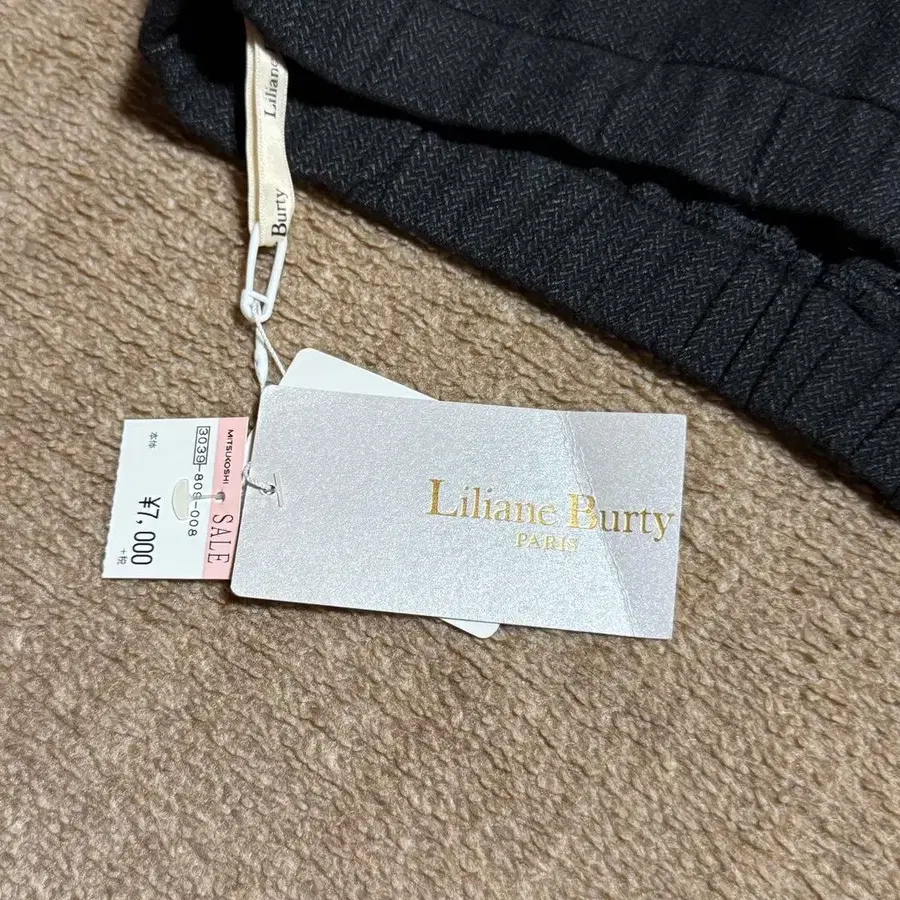 Liliane
Burty
Liliane Burty
PARIS
MITSUKOSHI
SALE
3039-809-008
本体
¥7,000
+税